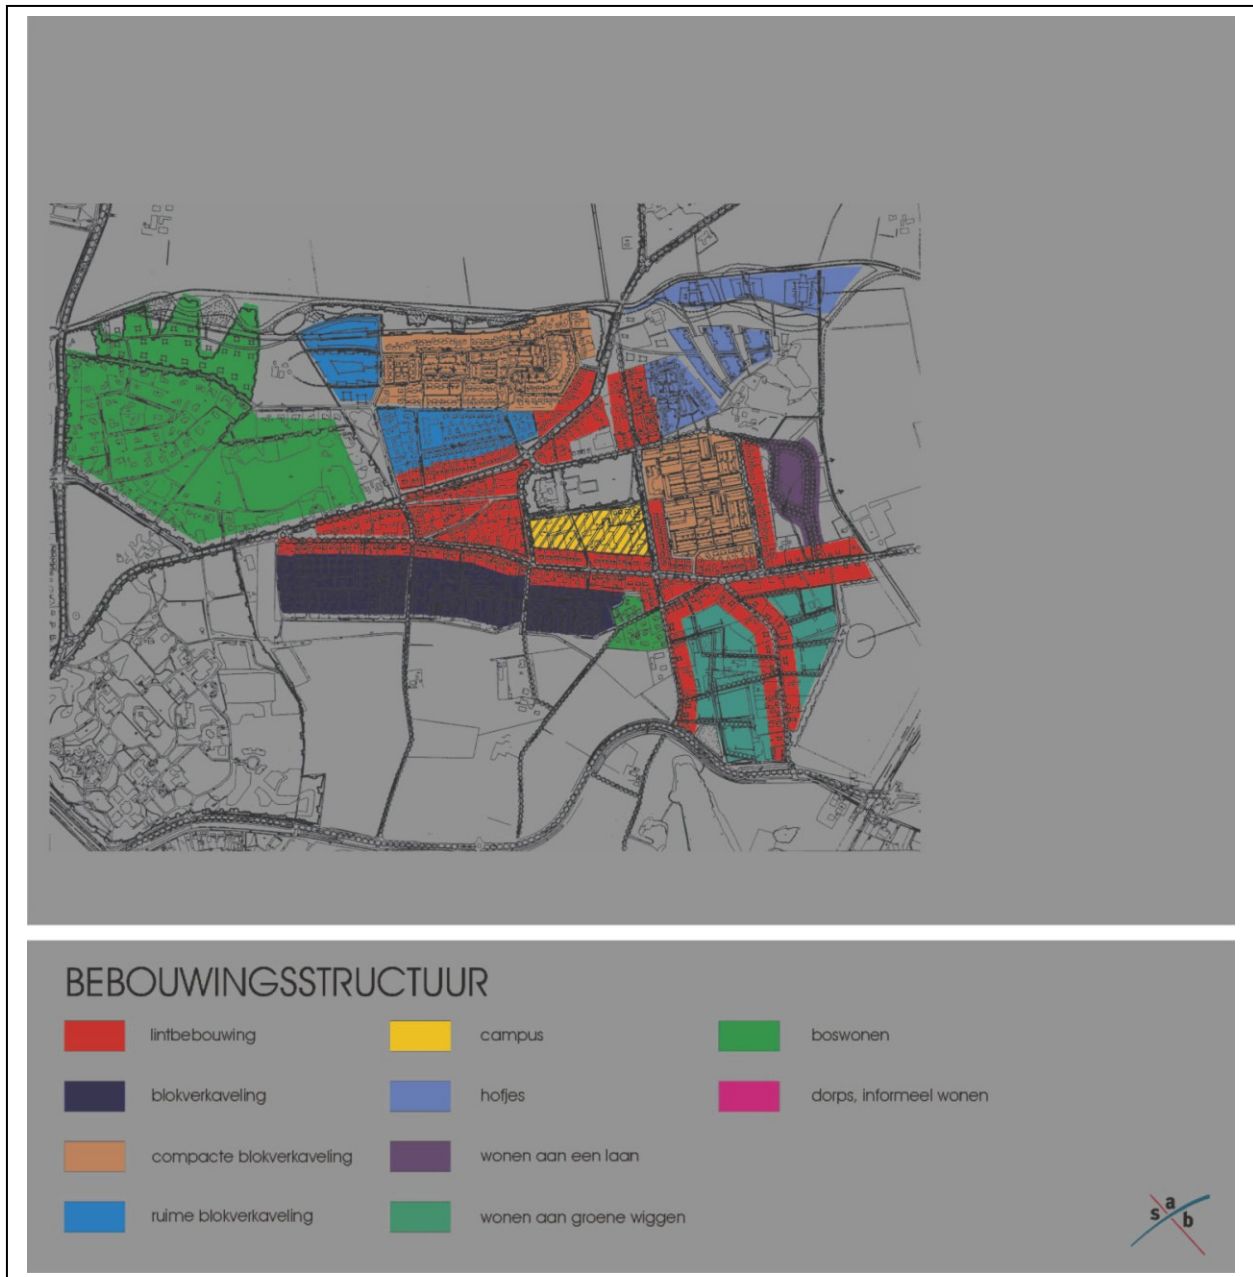 BEBOUWINGSSTRUCTUUR
lintbebouwing
blokverkaveling
compacte blokverkaveling
ruime blokverkaveling
campus
hofjes
wonen aan een laan
wonen aan groene wiggen
boswonen
dorps, informeel wonen
sab